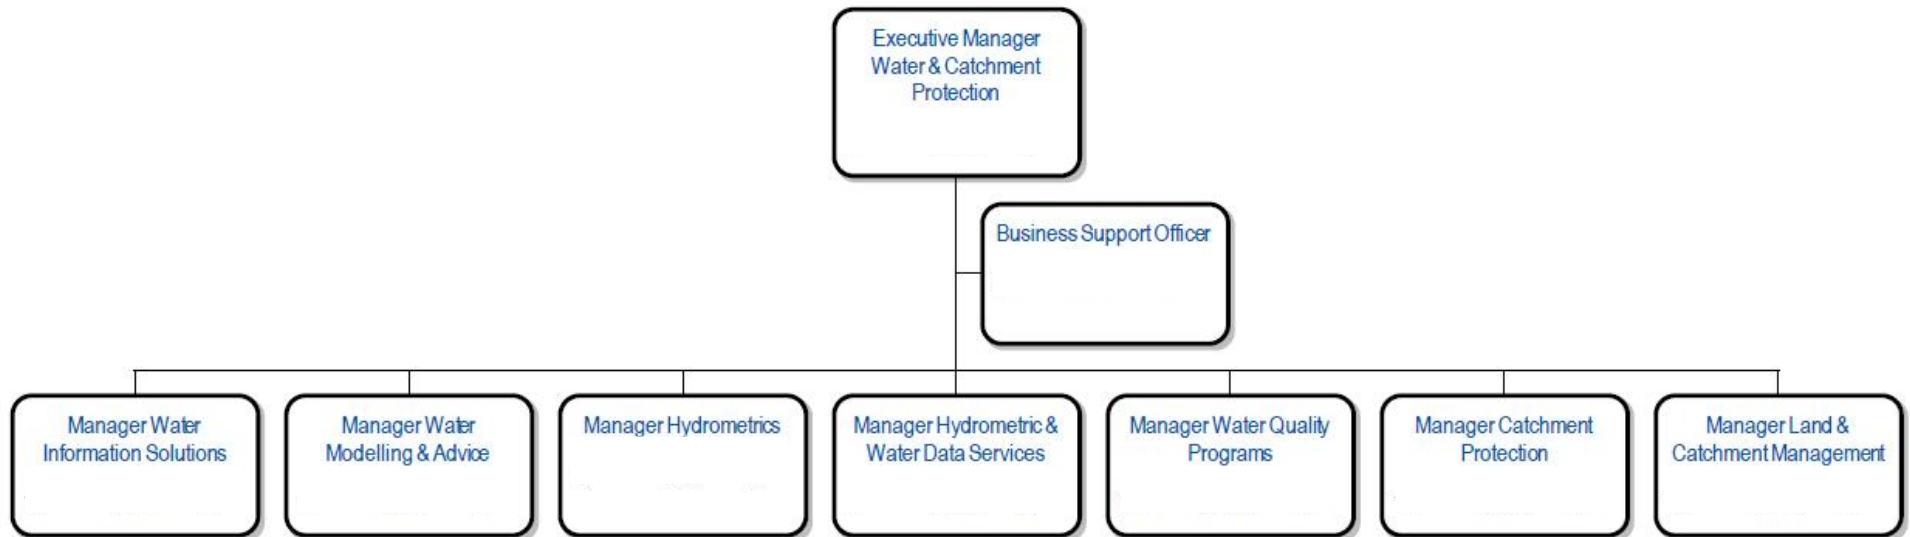 Executive Manager
Water & Catchment
Protection
Business Support Officer
Manager Water
Information Solutions
Manager Water
Modelling & Advice
Manager Hydrometrics
Manager Hydrometric &
Water Data Services
Manager Water Quality
Programs
Manager Catchment
Protection
Manager Land &
Catchment Management